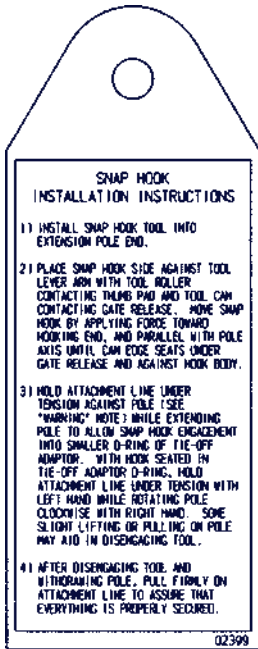 SNAP HOOK
INSTALLATION INSTRUCTIONS
1) INSTALL SNAP HOOK TOOL INTO
EXTENSION POLE END.
2) PLACE SNAP HOOK SIDE AGAINST TOOL
LEVER ARM WITH TOOL ROLLER
CONTACTING THUMB PAD AND TOOL CAM
CONTACTING GATE RELEASE. MOVE SNAP
HOOK BY APPLYING FORCE TOWARD
HOOKING END, AND PARALLEL WITH POLE
AXIS UNTIL CAM EDGE SEATS UNDER
GATE RELEASE AND AGAINST HOOK BODY.
3) HOLD ATTACHMENT LINE UNDER
TENSION AGAINST POLE (SEE
"WARNING" NOTE) WHILE EXTENDING
POLE TO ALLOW SNAP HOOK ENGAGEMENT
INTO SMALLER D-RING OF TIE-OFF
ADAPTOR. WITH HOOK SEATED IN
TIE-OFF ADAPTOR D-RING, HOLD
ATTACHMENT LINE UNDER TENSION WITH
LEFT HAND WHILE ROTATING POLE
CLOCKWISE WITH RIGHT HAND. SOME
SLIGHT LIFTING OR PULLING ON POLE
MAY AID IN DISENGAGING TOOL.
4) AFTER DISENGAGING TOOL AND
WITHDRAWING POLE, PULL FIRMLY ON
ATTACHMENT LINE TO ASSURE THAT
EVERYTHING IS PROPERLY SECURED.
02399